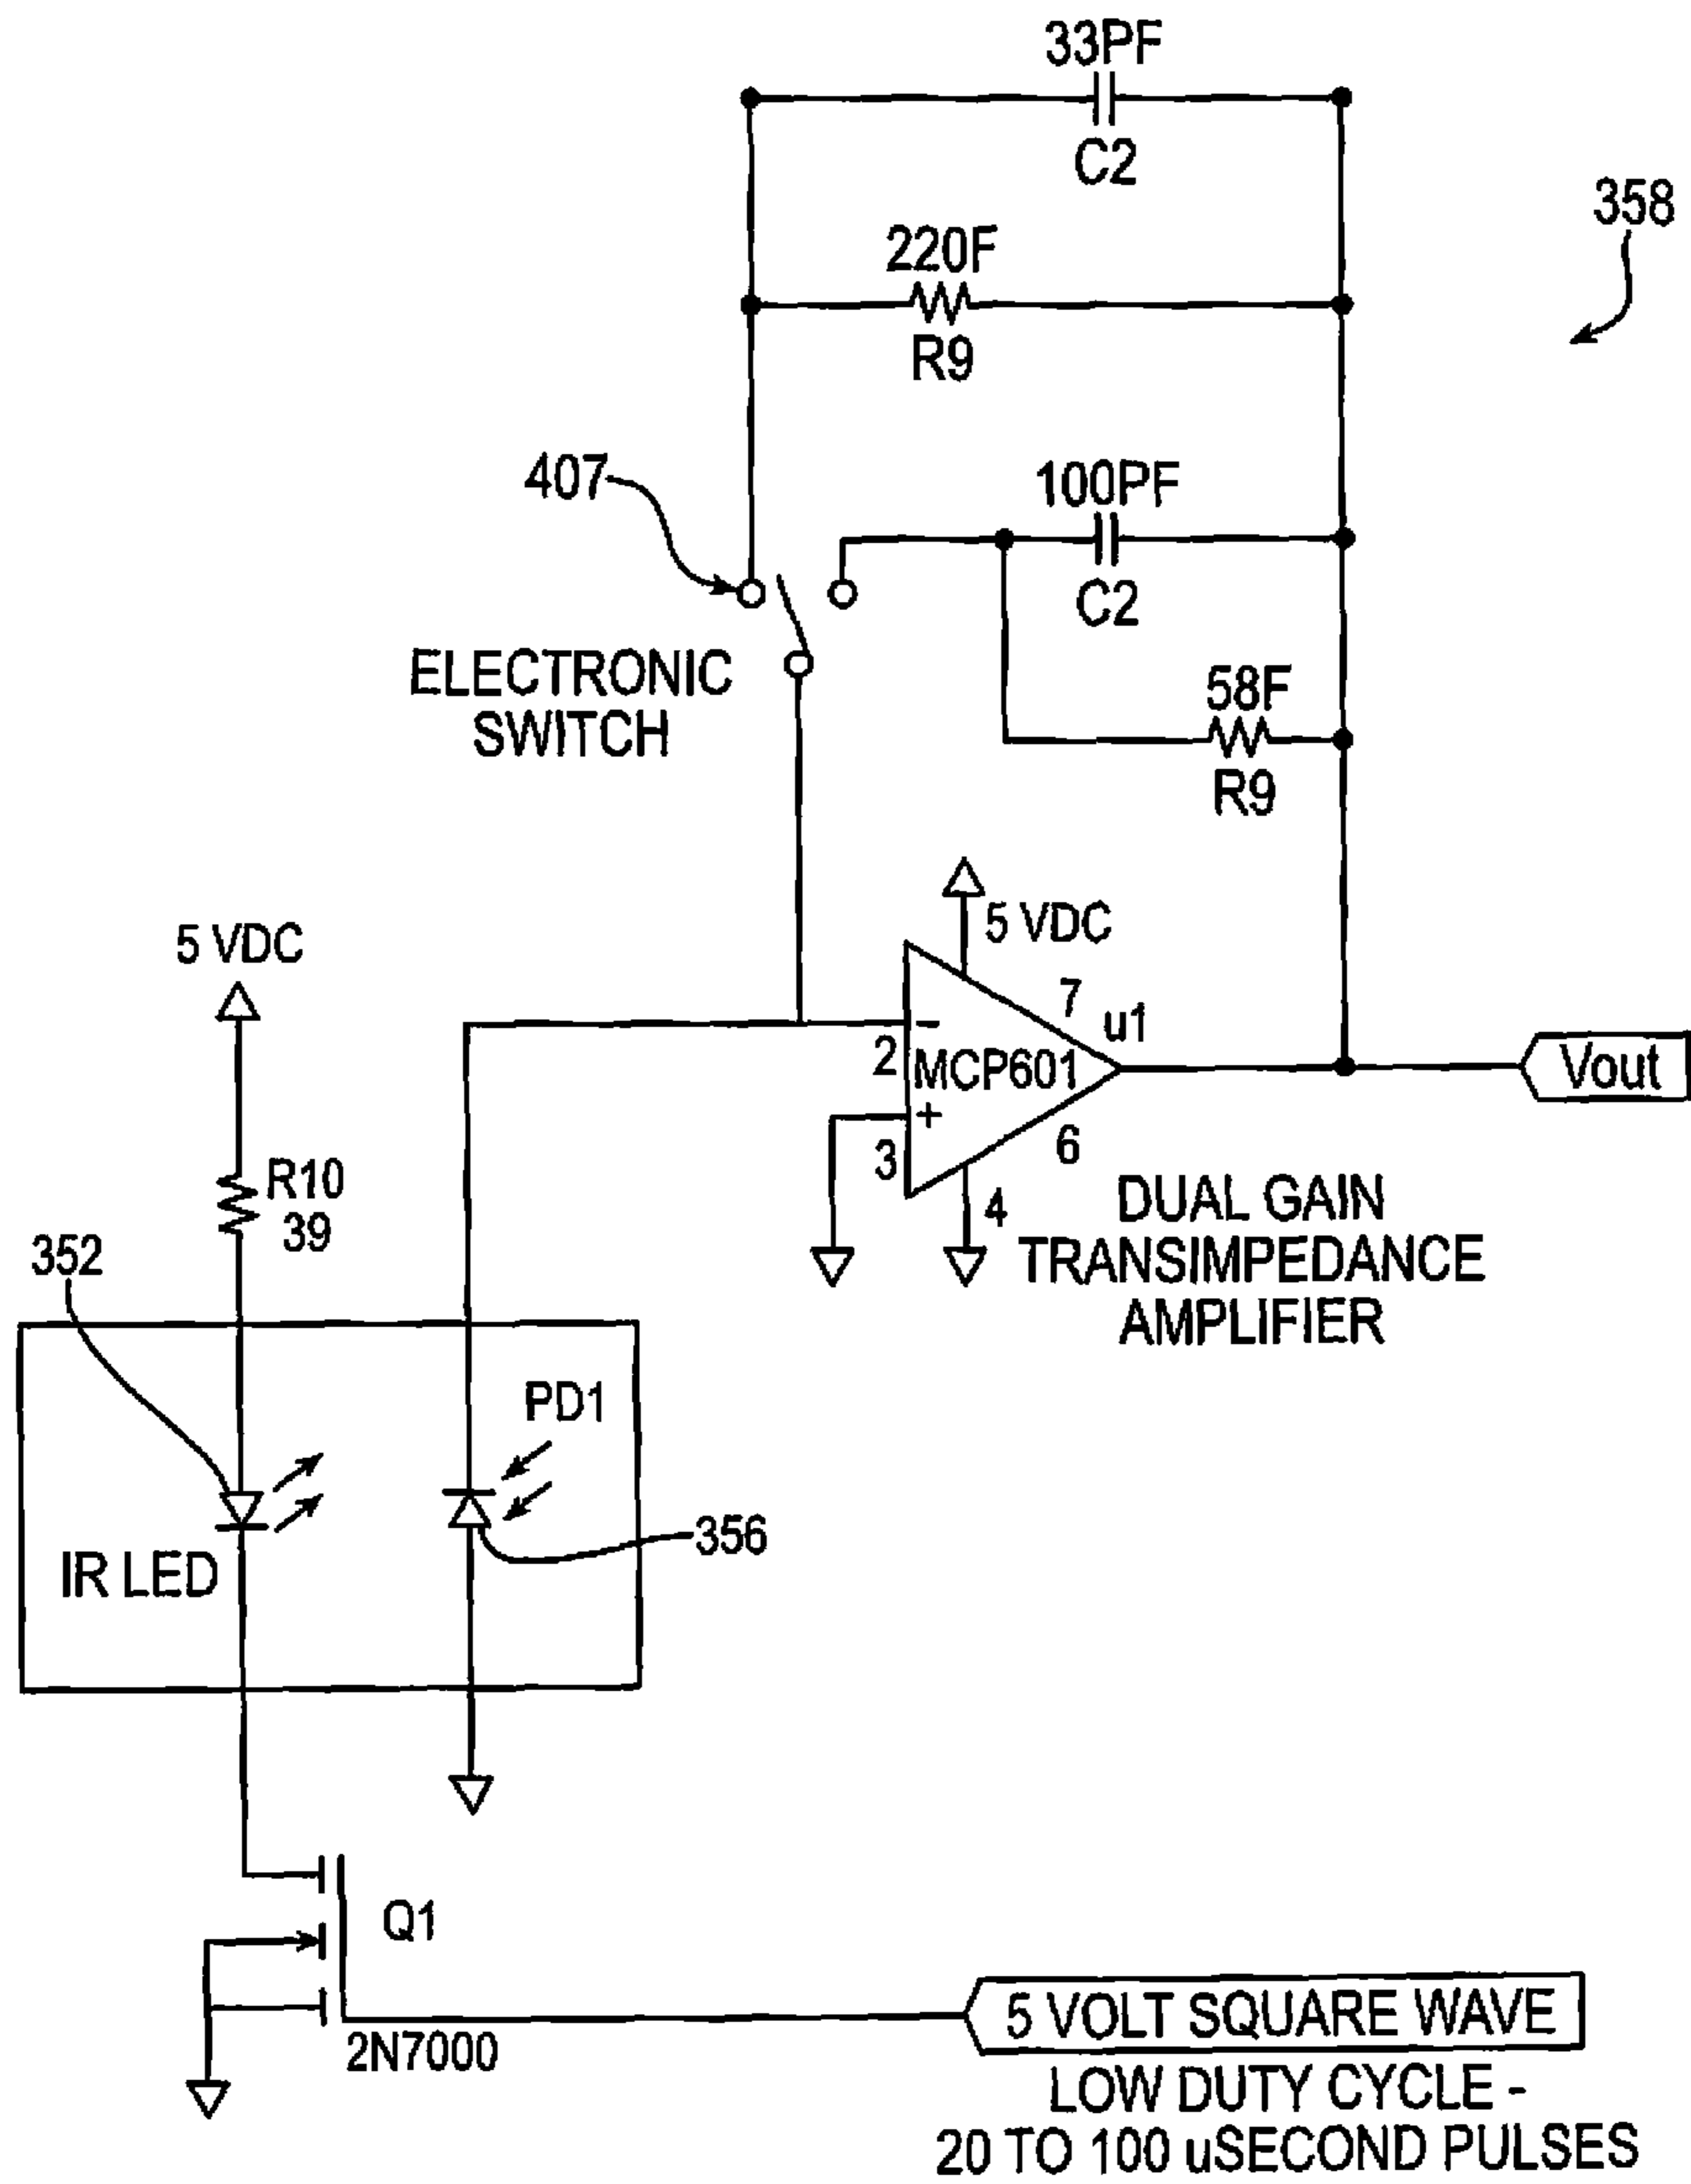 33PF
C2
358
220F
R9
407
100PF
C2
ELECTRONIC
SWITCH
58F
R9
5 VDC
5 VDC
7
u1
-
2
MCP601
Vout
+
3
6
4
DUAL GAIN
TRANSIMPEDANCE
AMPLIFIER
R10
39
352
PD1
356
IR LED
Q1
2N7000
5 VOLT SQUARE WAVE
LOW DUTY CYCLE -
20 TO 100 uSECOND PULSES